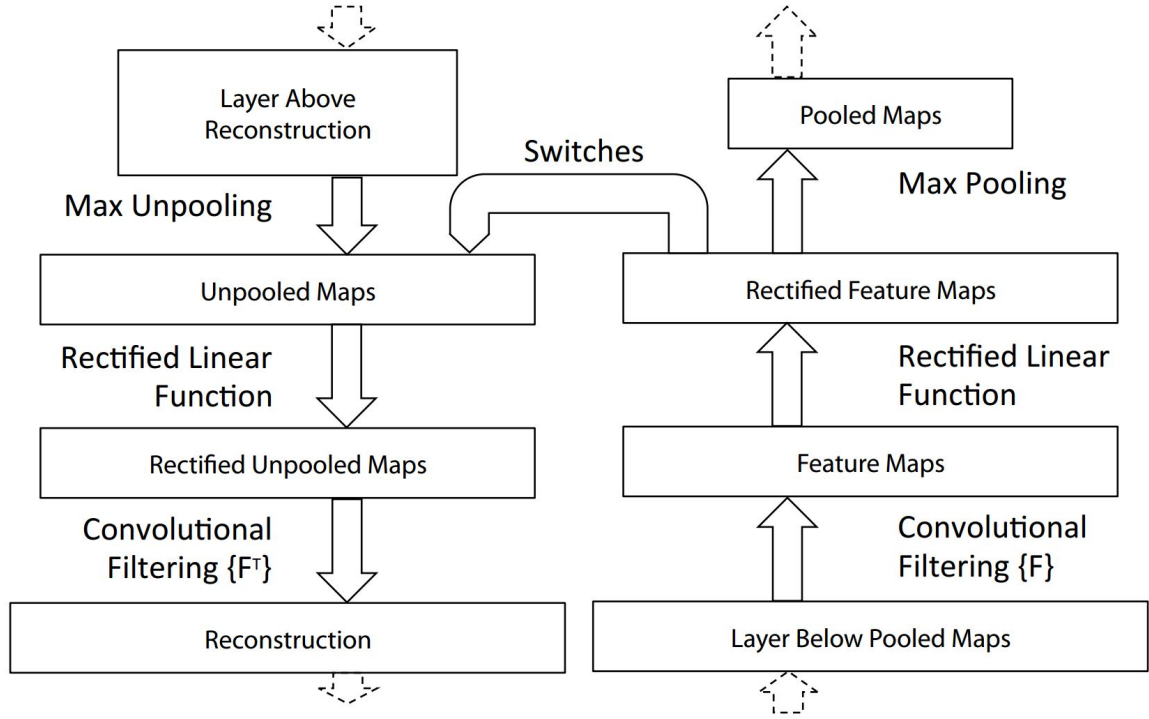 Layer Above
Reconstruction
Max Unpooling
Unpooled Maps
Rectified Linear
Function
Rectified Unpooled Maps
Convolutional
Filtering {Fᵀ}
Reconstruction
Switches
Pooled Maps
Max Pooling
Rectified Feature Maps
Rectified Linear
Function
Feature Maps
Convolutional
Filtering {F}
Layer Below Pooled Maps